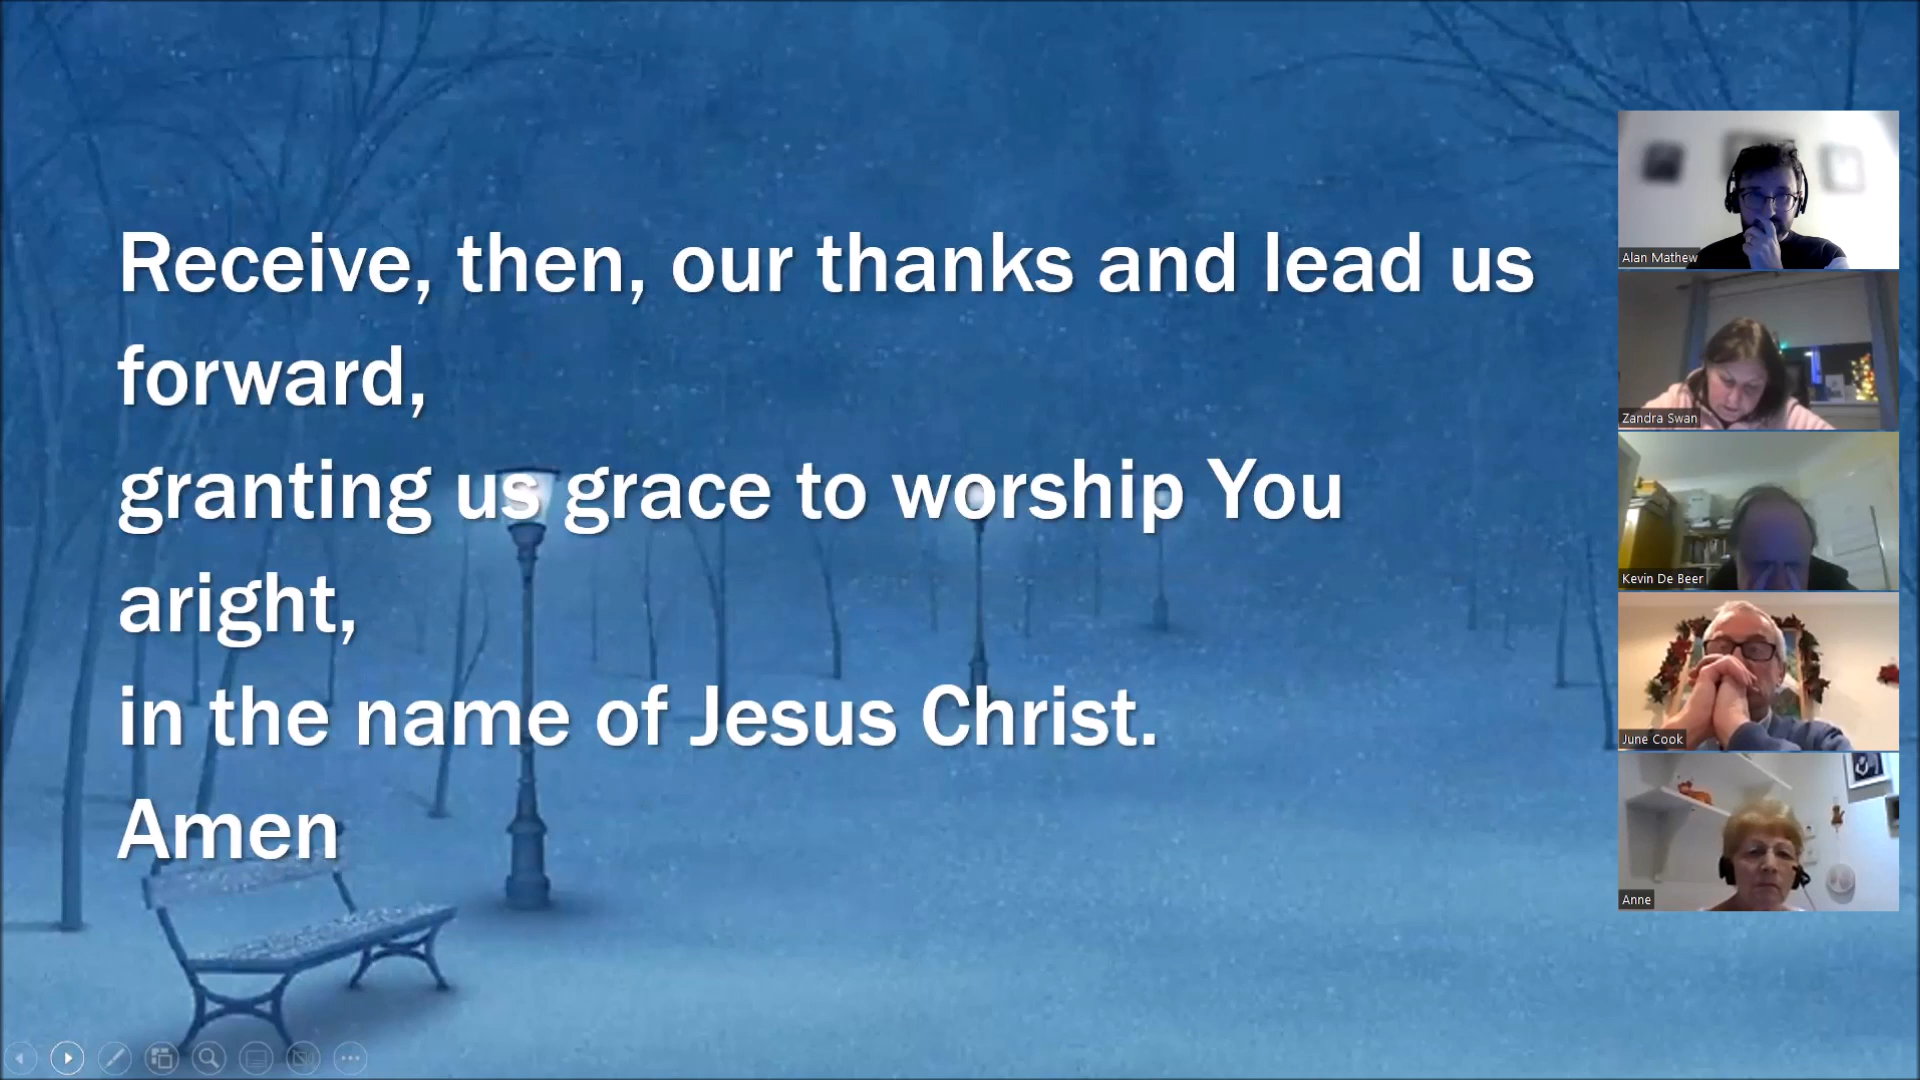 Receive, then, our thanks and lead us
forward,
granting us grace to worship You
aright,
in the name of Jesus Christ.
Amen
Alan Mathew
Zandra Swan
Kevin De Beer
June Cook
Anne